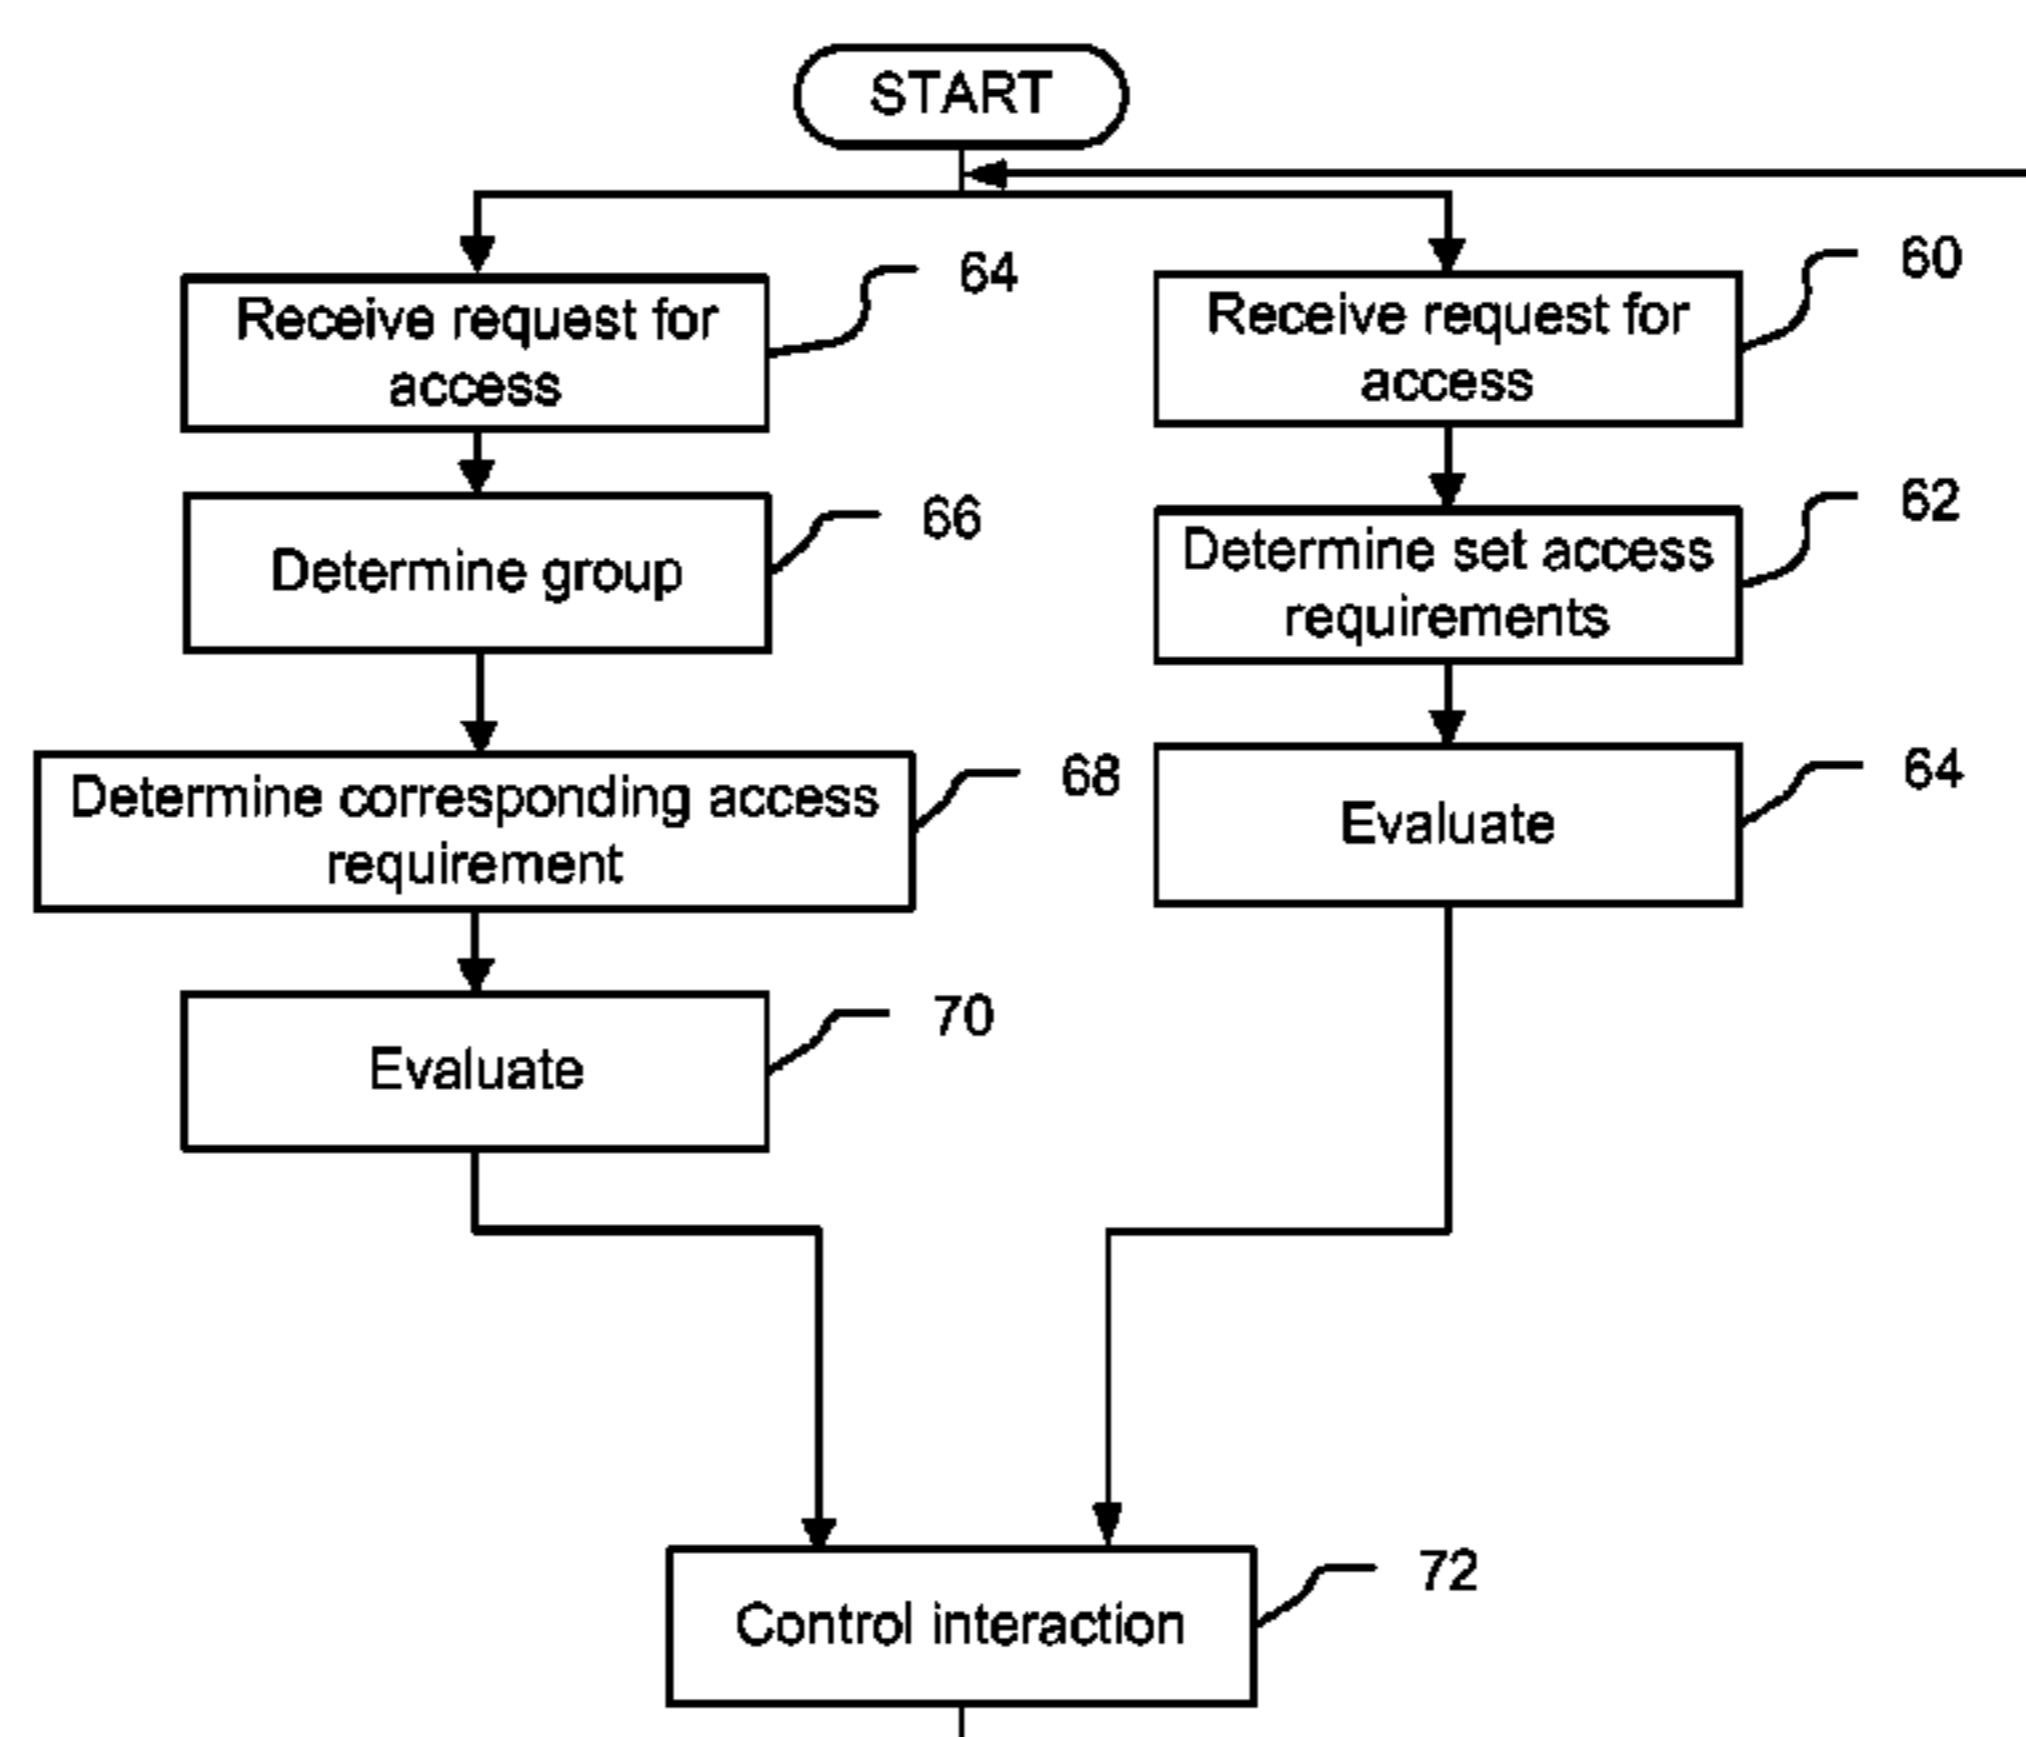 START
Receive request for
access
64
Determine group
66
Determine corresponding access
requirement
68
Evaluate
70
Receive request for
access
60
Determine set access
requirements
62
Evaluate
64
Control interaction
72